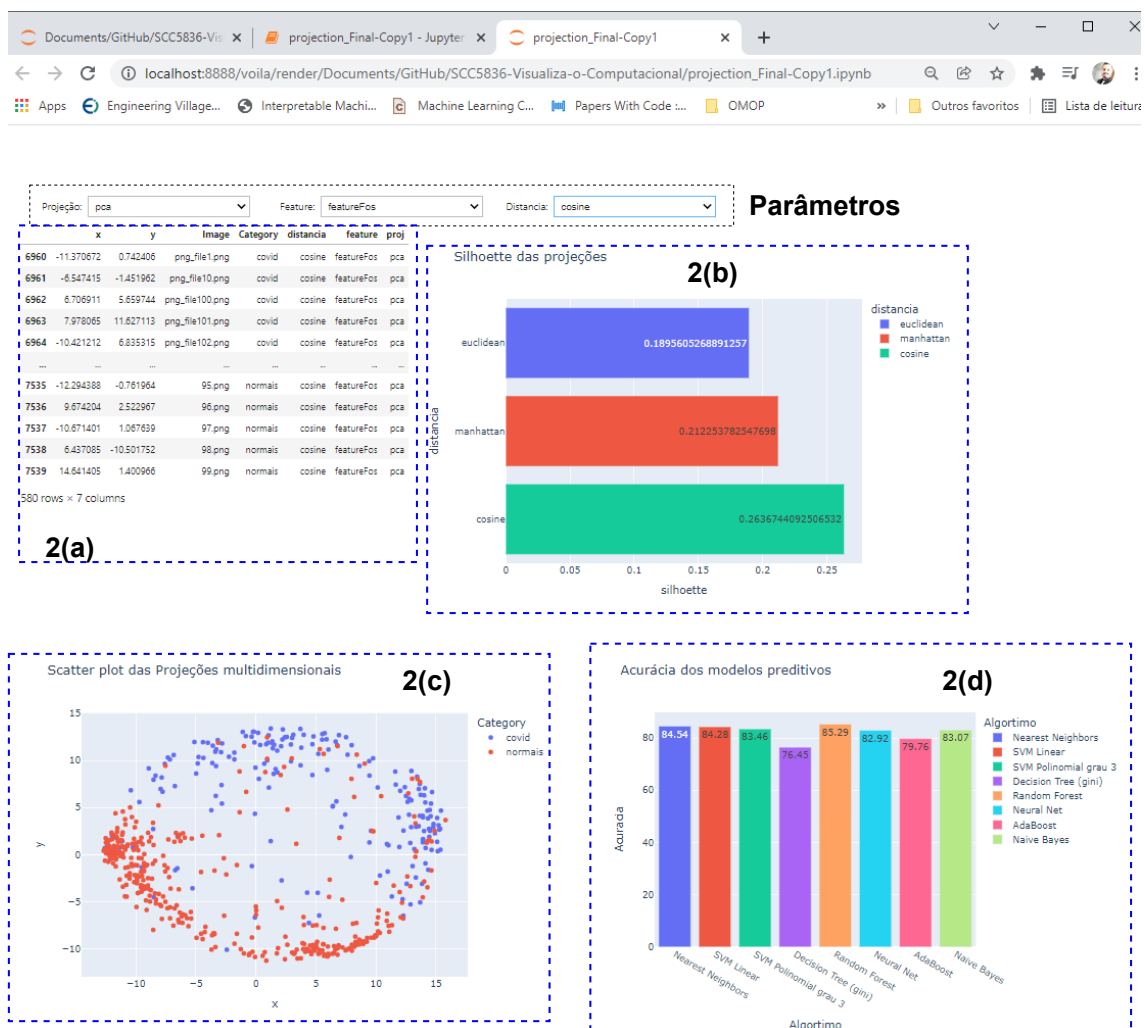 Documents/GitHub/SCC5836-Vis
projection_Final-Copy1 - Jupyter
projection_Final-Copy1
localhost:8888/voila/render/Documents/GitHub/SCC5836-Visualiza-o-Computacional/projection_Final-Copy1.ipynb
Apps Engineering Village... Interpretable Machi... Machine Learning C... Papers With Code :... OMOP » Outros favoritos Lista de leitura
Projeção: pca Feature: featureFos Distancia: cosine Parâmetros
x y Image Category distancia feature proj
6960 -11.370672 0.742406 png_file1.png covid cosine featureFos pca
6961 -6.547415 -1.451962 png_file10.png covid cosine featureFos pca
6962 6.706911 5.659744 png_file100.png covid cosine featureFos pca
6963 7.978065 11.627113 png_file101.png covid cosine featureFos pca
6964 -10.421212 6.835315 png_file102.png covid cosine featureFos pca
... ... ... ... ... ... ... ...
7535 -12.294388 -0.761964 95.png normais cosine featureFos pca
7536 9.674204 2.522967 96.png normais cosine featureFos pca
7537 -10.671401 1.067639 97.png normais cosine featureFos pca
7538 6.437085 -10.501752 98.png normais cosine featureFos pca
7539 14.641405 1.400966 99.png normais cosine featureFos pca
580 rows × 7 columns
2(a)
Silhoette das projeções
2(b)
distancia
euclidean
manhattan
cosine
euclidean 0.1895605268891257
manhattan 0.212253782547698
cosine 0.2636744092506532
distancia
0 0.05 0.1 0.15 0.2 0.25
silhoette
Scatter plot das Projeções multidimensionais
2(c)
Category
covid
normais
15
10
5
0
−5
−10
y
−10 −5 0 5 10 15
x
Acurácia dos modelos preditivos
2(d)
Algortimo
Nearest Neighbors
SVM Linear
SVM Polinomial grau 3
Decision Tree (gini)
Random Forest
Neural Net
AdaBoost
Naive Bayes
84.54 84.28 83.46 76.45 85.29 82.92 79.76 83.07
80
60
40
20
0
Acuracia
Nearest Neighbors
SVM Linear
SVM Polinomial grau 3
Decision Tree (gini)
Random Forest
Neural Net
AdaBoost
Naive Bayes
Algortimo